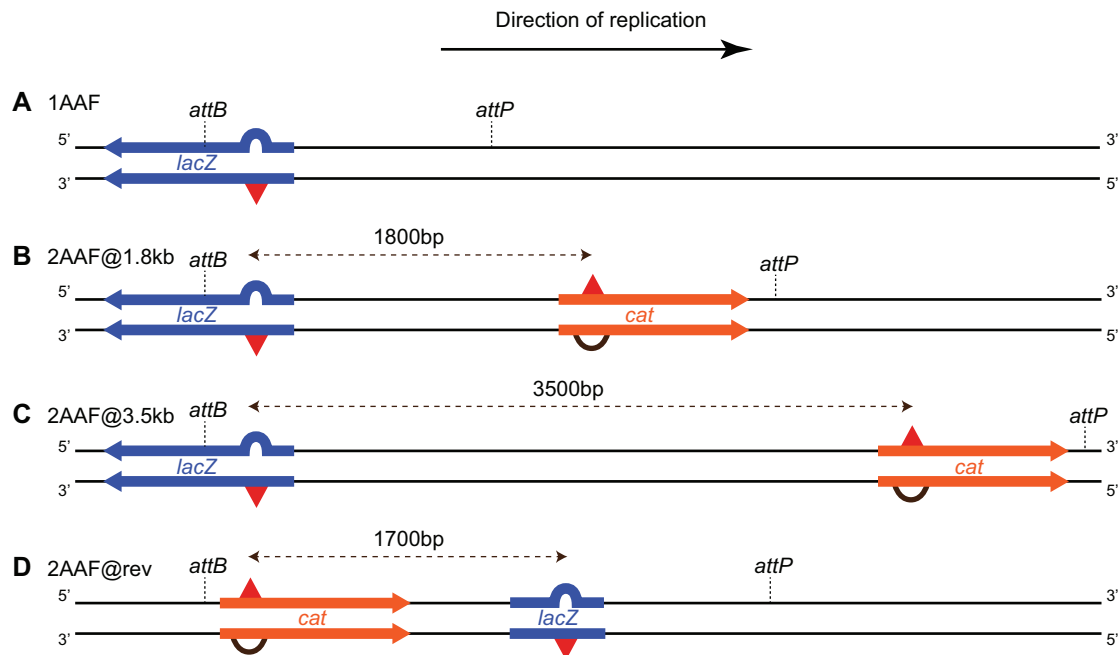 Direction of replication
A 1AAF
attB
attP
5’ 3’
lacZ
3’ 5’
1800bp
B 2AAF@1.8kb
attB
attP
5’ 3’
lacZ cat
3’ 5’
3500bp
C 2AAF@3.5kb
attB
attP
5’ 3’
lacZ cat
3’ 5’
1700bp
D 2AAF@rev
attB
attP
5’ 3’
cat lacZ
3’ 5’